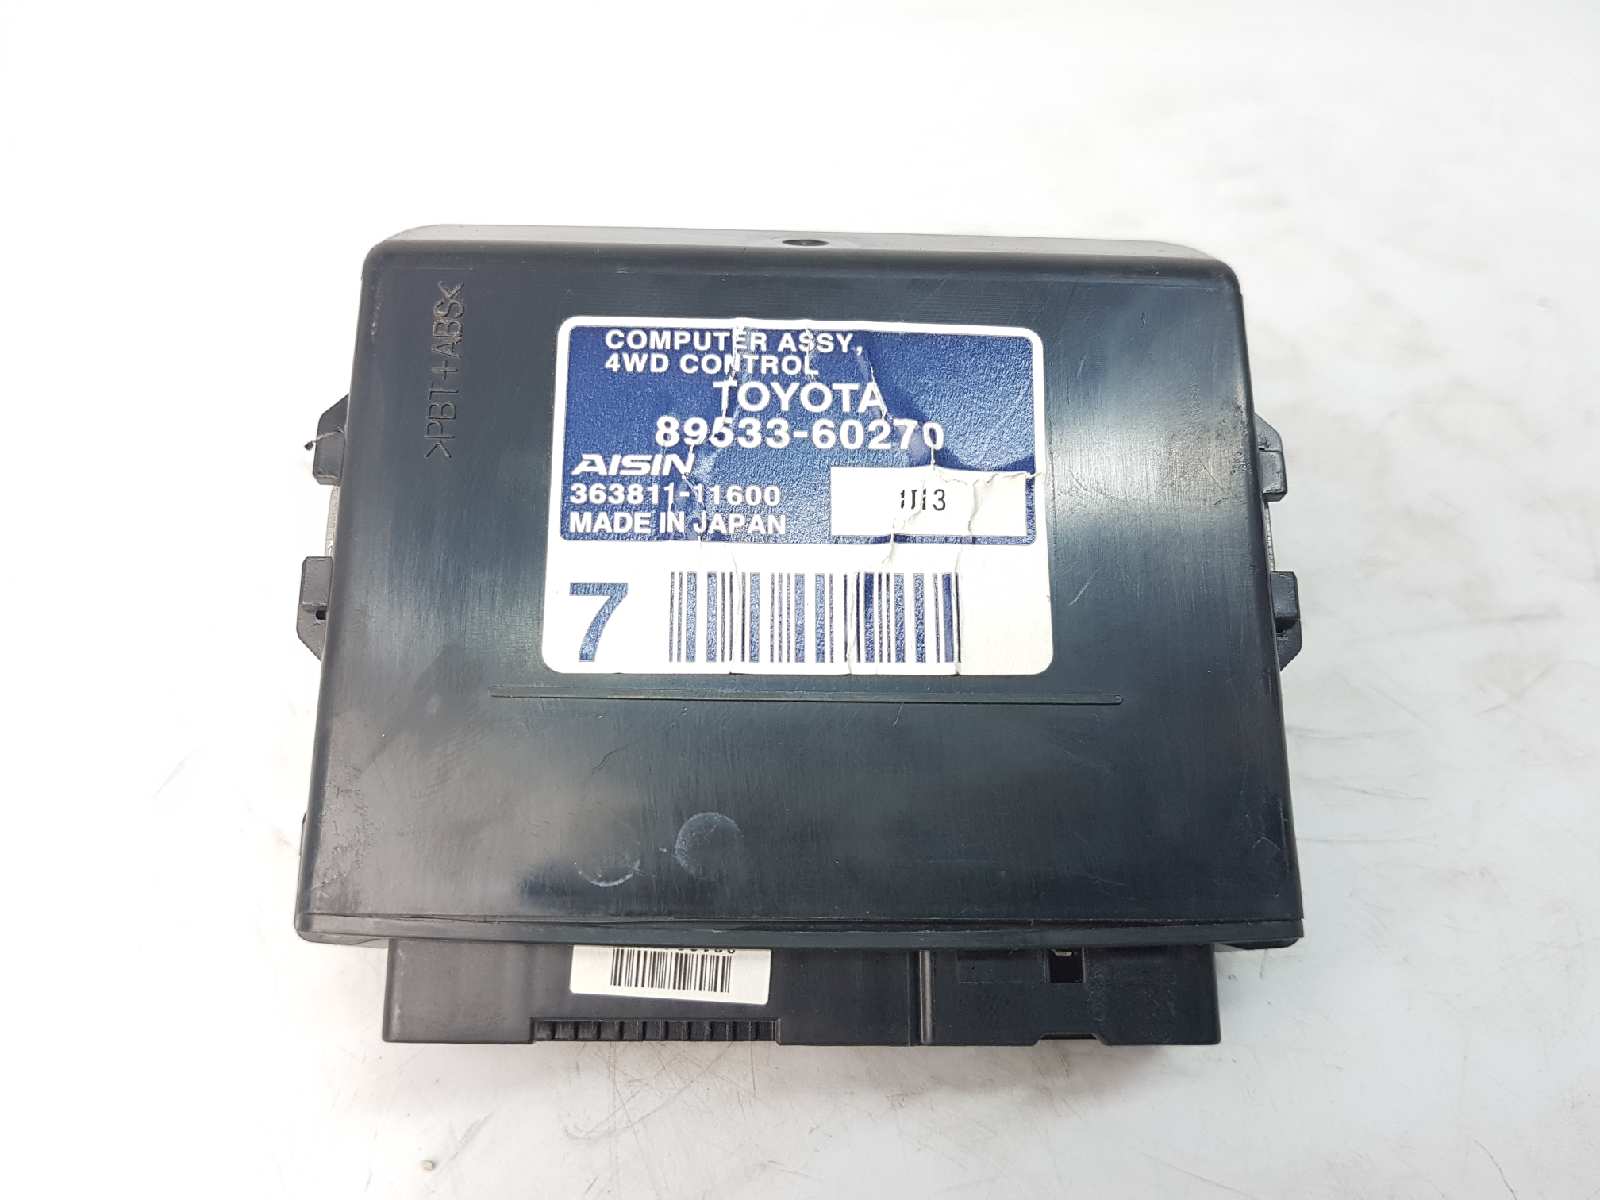 >PBT+ABS<
COMPUTER ASSY,
4WD CONTROL
TOYOTA
89533-60270
AISIN
363811-11600
MADE IN JAPAN
7